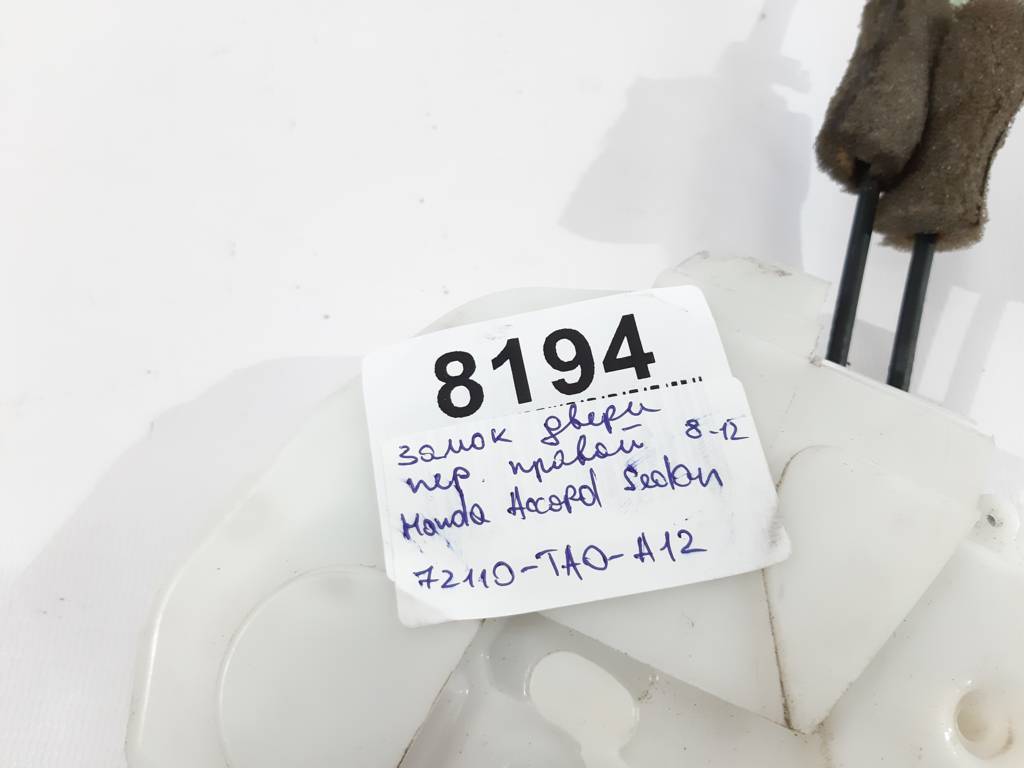 8194
замок двери
пер. правой 8-12
Honda Accord Sedan
72110-TA0-A12